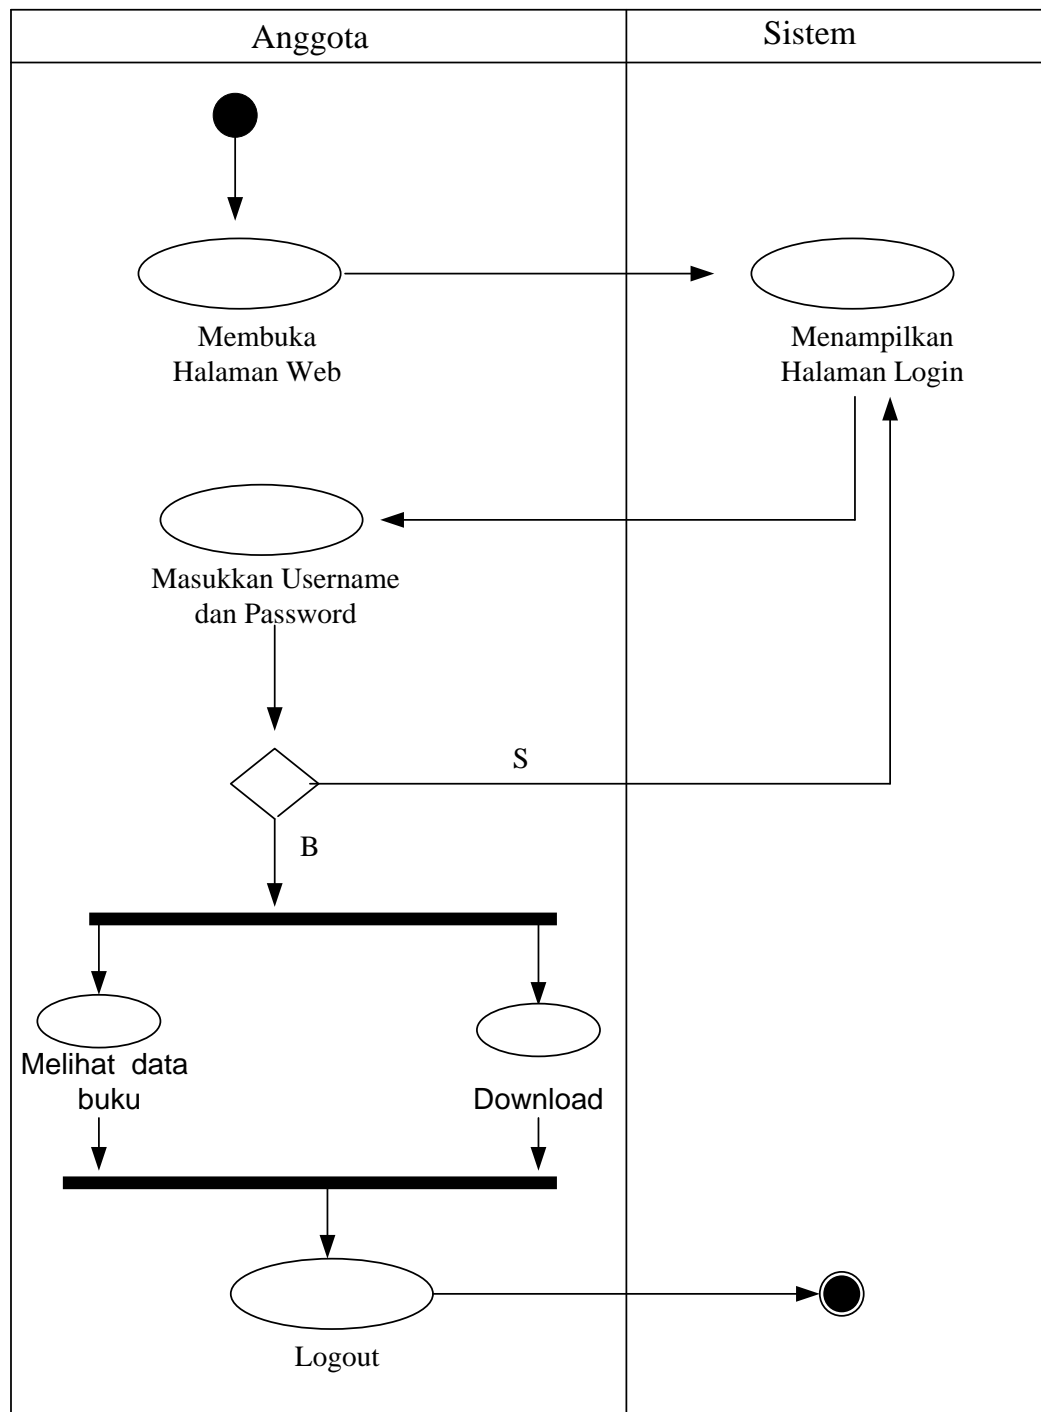 Anggota
Sistem
Membuka
Halaman Web
Menampilkan
Halaman Login
Masukkan Username
dan Password
S
B
Melihat data
buku
Download
Logout